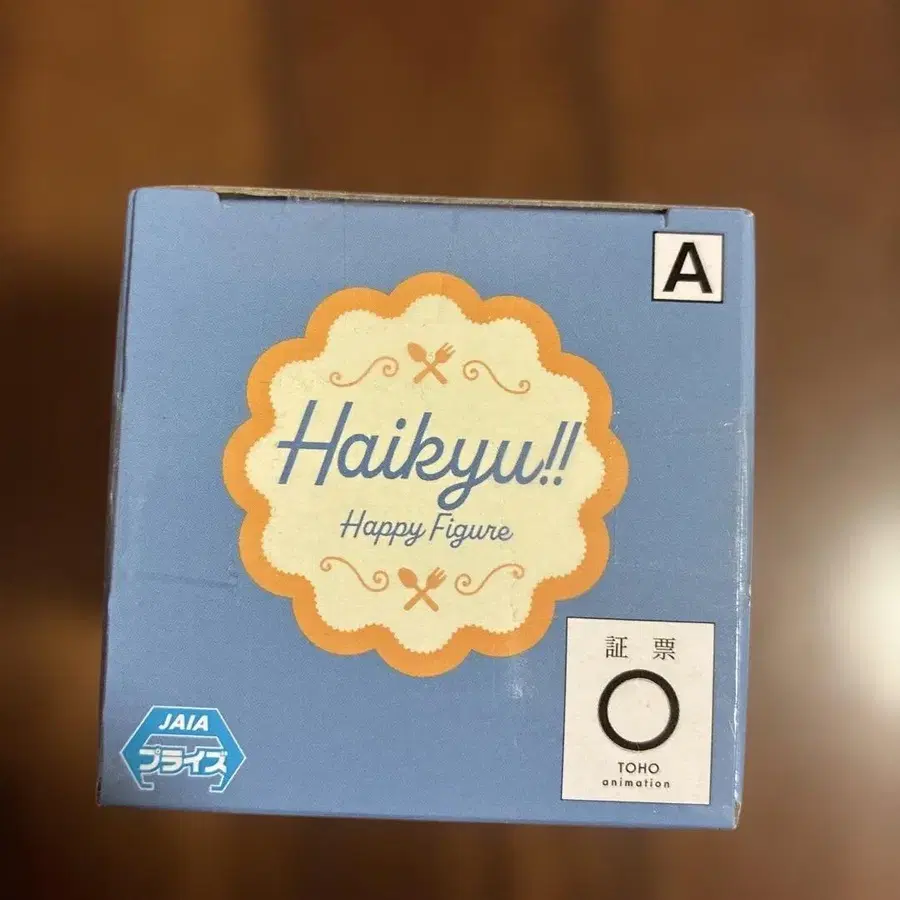 A
Haikyu!!
Happy Figure
証票
TOHO
animation
JAIA
プライズ